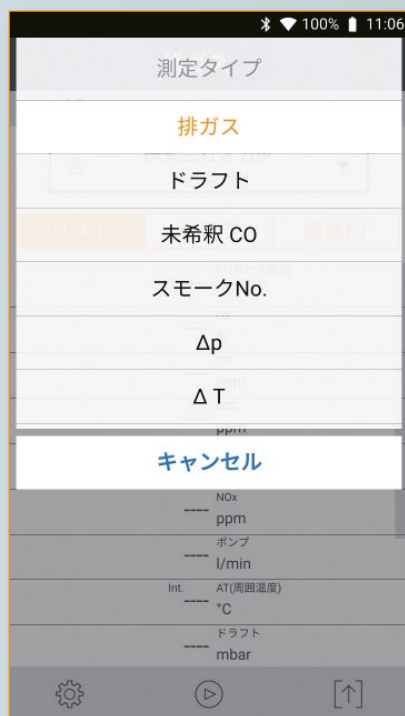 100% 11:06
測定タイプ
排ガス
ドラフト
未希釈 CO
スモークNo.
Δp
Δ T
ppm
キャンセル
NOx
---- ppm
ポンプ
---- l/min
Int. AT(周囲温度)
---- °C
ドラフト
---- mbar